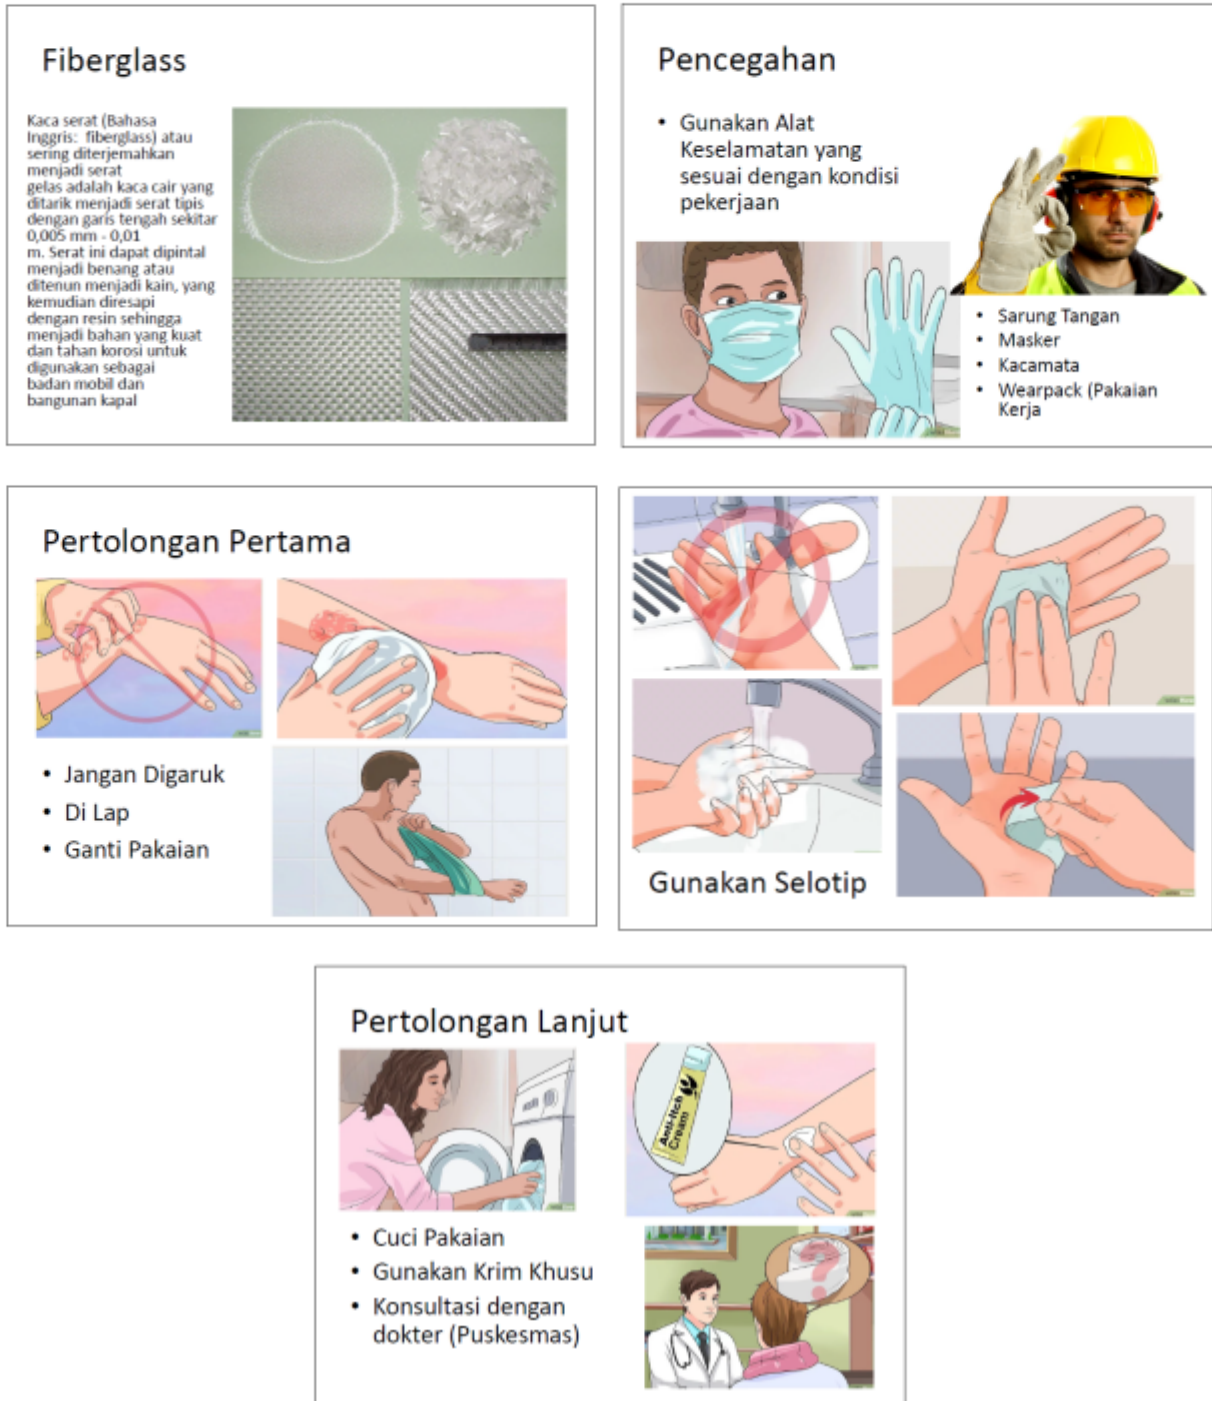 Fiberglass
Kaca serat (Bahasa
Inggris: fiberglass) atau
sering diterjemahkan
menjadi serat
gelas adalah kaca cair yang
ditarik menjadi serat tipis
dengan garis tengah sekitar
0,005 mm - 0,01
m. Serat ini dapat dipintal
menjadi benang atau
ditenun menjadi kain, yang
kemudian diresapi
dengan resin sehingga
menjadi bahan yang kuat
dan tahan korosi untuk
digunakan sebagai
badan mobil dan
bangunan kapal
Pencegahan
• Gunakan Alat
Keselamatan yang
sesuai dengan kondisi
pekerjaan
• Sarung Tangan
• Masker
• Kacamata
• Wearpack (Pakaian
Kerja
Pertolongan Pertama
• Jangan Digaruk
• Di Lap
• Ganti Pakaian
Gunakan Selotip
Pertolongan Lanjut
Anti-Itch
Cream
• Cuci Pakaian
• Gunakan Krim Khusu
• Konsultasi dengan
dokter (Puskesmas)
?